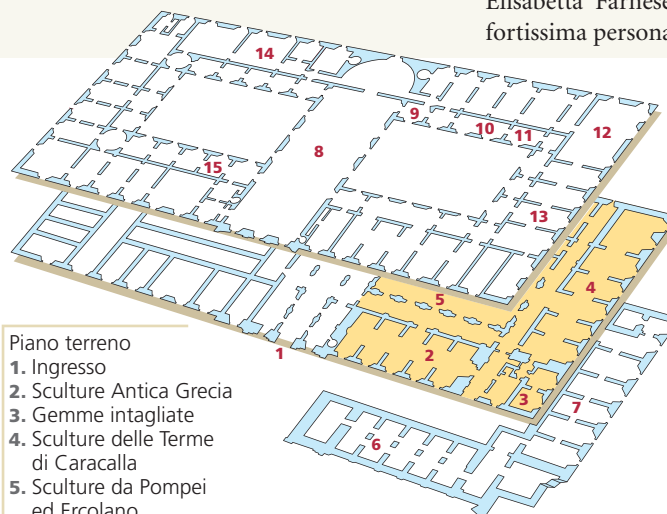 Elisabetta Farnese
fortissima persona
14
9
10
11
12
8
15
13
4
5
1
2
3
7
6
Piano terreno
1. Ingresso
2. Sculture Antica Grecia
3. Gemme intagliate
4. Sculture delle Terme
di Caracalla
5. Sculture da Pompei
ed Ercolano